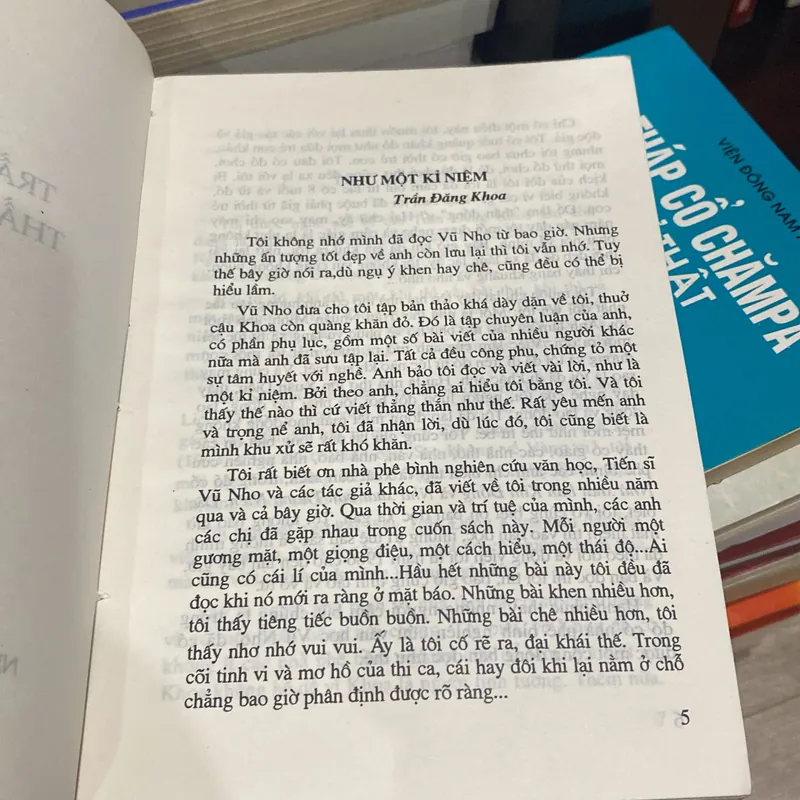 TRẦ
THẦ
NHƯ MỘT KỈ NIỆM
Trần Đăng Khoa
Tôi không nhớ mình đã đọc Vũ Nho từ bao giờ. Nhưng
những ấn tượng tốt đẹp về anh còn lưu lại thì tôi vẫn nhớ. Tuy
thế bây giờ nói ra,dù ngụ ý khen hay chê, cũng đều có thể bị
hiểu lầm.
Vũ Nho đưa cho tôi tập bản thảo khá dày dặn về tôi, thuở
cậu Khoa còn quàng khăn đỏ. Đó là tập chuyên luận của anh,
có phần phụ lục, gồm một số bài viết của nhiều người khác
nữa mà anh đã sưu tập lại. Tất cả đều công phu, chứng tỏ một
sự tâm huyết với nghề. Anh bảo tôi đọc và viết vài lời, như là
một kỉ niệm. Bởi theo anh, chẳng ai hiểu tôi bằng tôi. Và tôi
thấy thế nào thì cứ viết thẳng thắn như thế. Rất yêu mến anh
và trọng nể anh, tôi đã nhận lời, dù lúc đó, tôi cũng biết là
mình khu xử sẽ rất khó khăn.
Tôi rất biết ơn nhà phê bình nghiên cứu văn học, Tiến sĩ
Vũ Nho và các tác giả khác, đã viết về tôi trong nhiều năm
qua và cả bây giờ. Qua thời gian và trí tuệ của mình, các anh
các chị đã gặp nhau trong cuốn sách này. Mỗi người một
gương mặt, một giọng điệu, một cách hiểu, một thái độ...Ai
cũng có cái lí của mình...Hầu hết những bài này tôi đều đã
đọc khi nó mới ra ràng ở mặt báo. Những bài khen nhiều hơn,
tôi thấy tiêng tiếc buồn buồn. Những bài chê nhiều hơn, tôi
thấy nhơ nhớ vui vui. Ấy là tôi cố rẽ ra, đại khái thế. Trong
cõi tinh vi và mơ hồ của thi ca, cái hay đôi khi lại nằm ở chỗ
chẳng bao giờ phân định được rõ ràng...
5
VIỆN ĐÔNG NAM
THÁP CỔ CHĂMPA
THẬT